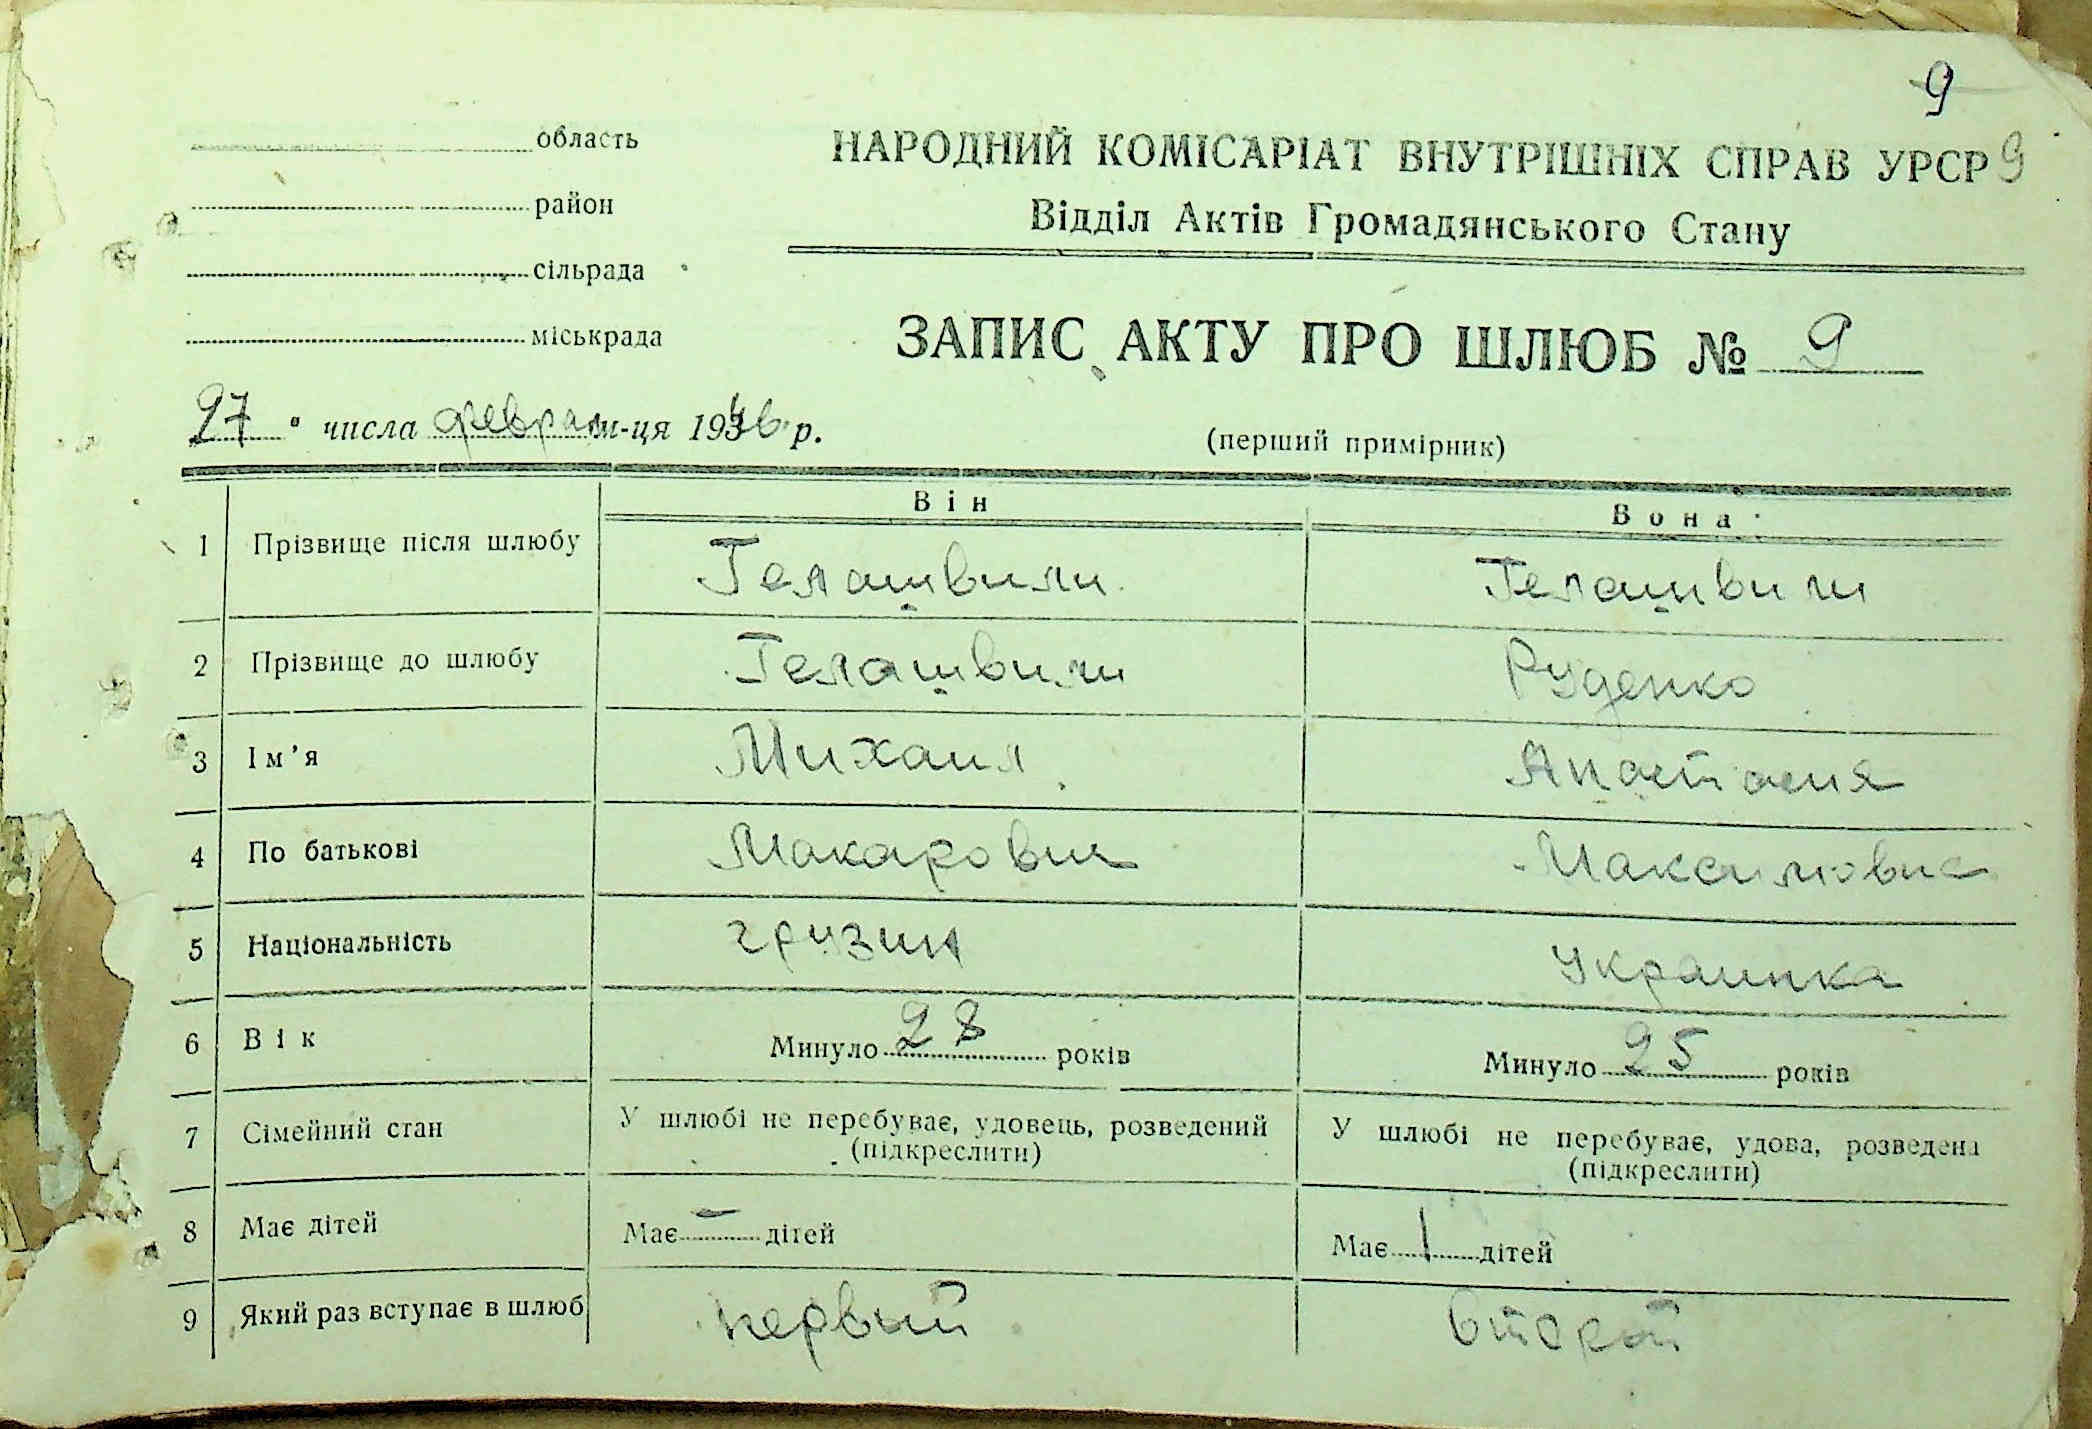 9
область
НАРОДНИЙ КОМІСАРІАТ ВНУТРІШНІХ СПРАВ УРСР 9
район
Відділ Актів Громадянського Стану
сільрада
міськрада
ЗАПИС АКТУ ПРО ШЛЮБ № 9
27 " числа феврал м-ця 1946 р.
(перший примірник)
Він Вона
1 Прізвище після шлюбу Гелашвили Гелашвили
2 Прізвище до шлюбу Гелашвили Руденко
3 Ім'я Михаил Анастасия
4 По батькові Макарович Максимовна
5 Національність грузин Украинка
6 Вік Минуло 28 років Минуло 25 років
7 Сімейний стан У шлюбі не перебуває, удовець, розведений У шлюбі не перебуває, удова, розведена
(підкреслити) (підкреслити)
8 Має дітей Має – дітей Має 1 дітей
9 Який раз вступає в шлюб первый второй